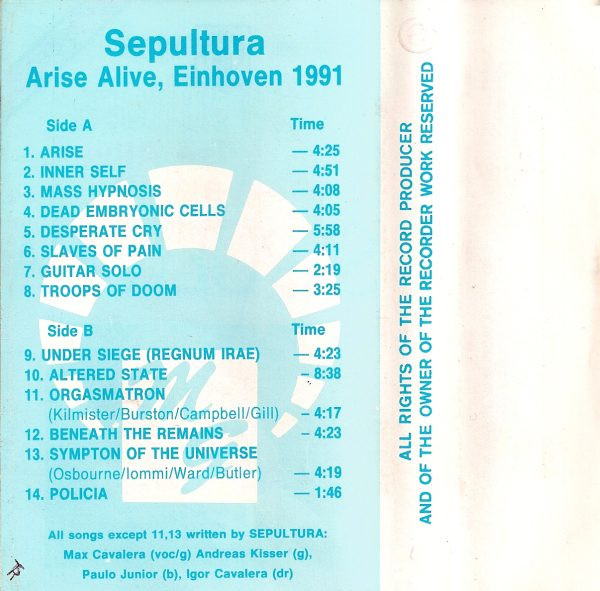 Sepultura
Arise Alive, Einhoven 1991
Side A Time
1. ARISE — 4:25
2. INNER SELF — 4:51
3. MASS HYPNOSIS — 4:08
4. DEAD EMBRYONIC CELLS — 4:05
5. DESPERATE CRY — 5:58
6. SLAVES OF PAIN — 4:11
7. GUITAR SOLO — 2:19
8. TROOPS OF DOOM — 3:25
Side B Time
9. UNDER SIEGE (REGNUM IRAE) — 4:23
10. ALTERED STATE - 8:38
11. ORGASMATRON
(Kilmister/Burston/Campbell/Gill) - 4:17
12. BENEATH THE REMAINS - 4:23
13. SYMPTON OF THE UNIVERSE
(Osbourne/Iommi/Ward/Butler) — 4:19
14. POLICIA — 1:46
All songs except 11,13 written by SEPULTURA:
Max Cavalera (voc/g) Andreas Kisser (g),
Paulo Junior (b), Igor Cavalera (dr)
ALL RIGHTS OF THE RECORD PRODUCER
AND OF THE OWNER OF THE RECORDER WORK RESERVED